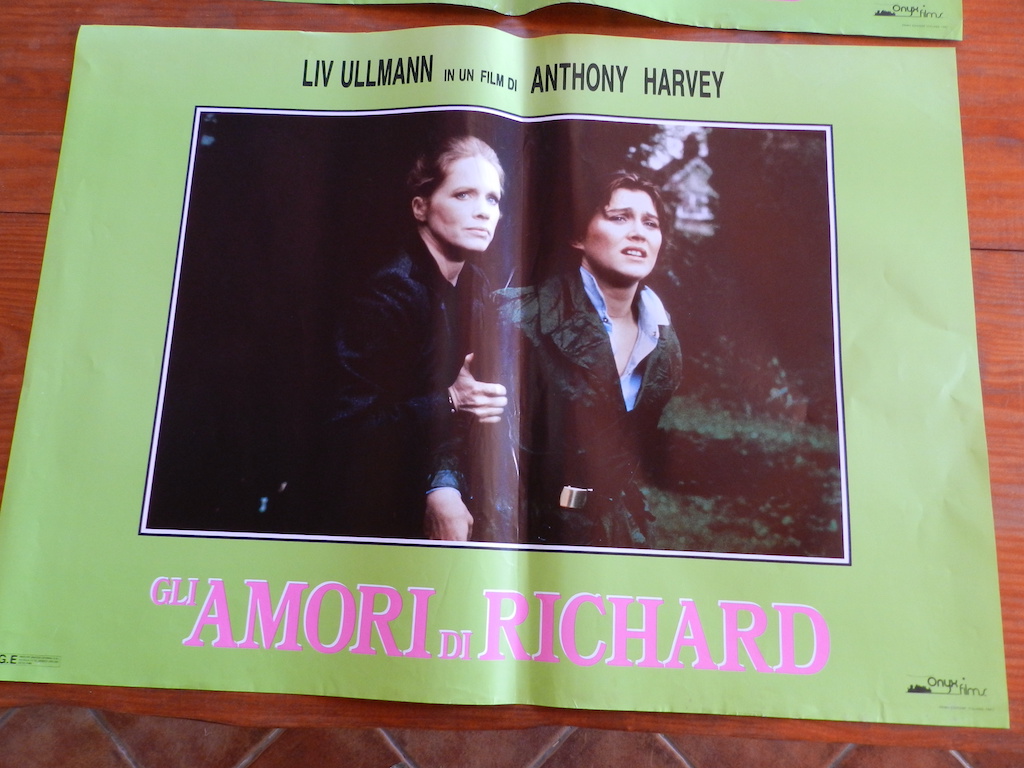 Onyx films
LIV ULLMANN IN UN FILM DI ANTHONY HARVEY
GLI AMORI DI RICHARD
G.E
Onyx films